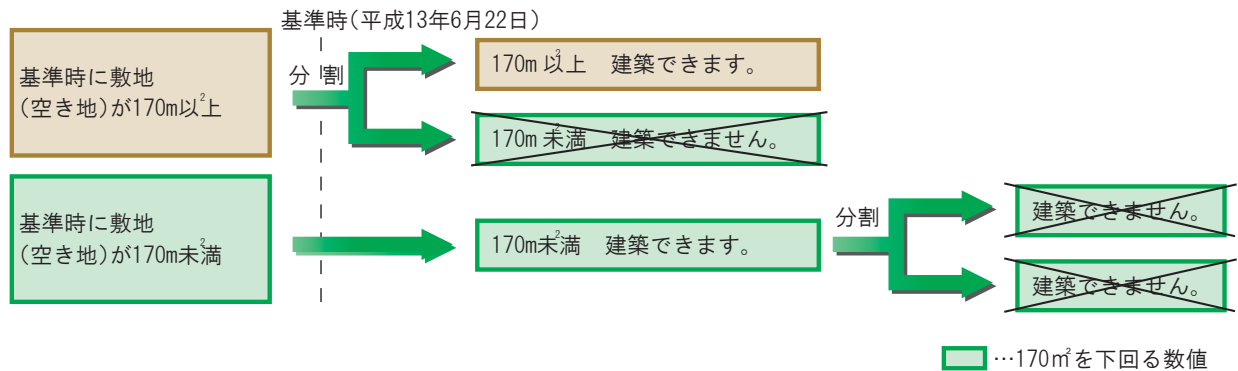 基準時（平成13年6月22日）
基準時に敷地
（空き地）が170㎡以上
分割
170㎡以上　建築できます。
170㎡未満　建築できません。
基準時に敷地
（空き地）が170㎡未満
170㎡未満　建築できます。
分割
建築できません。
建築できません。
…170㎡を下回る数値